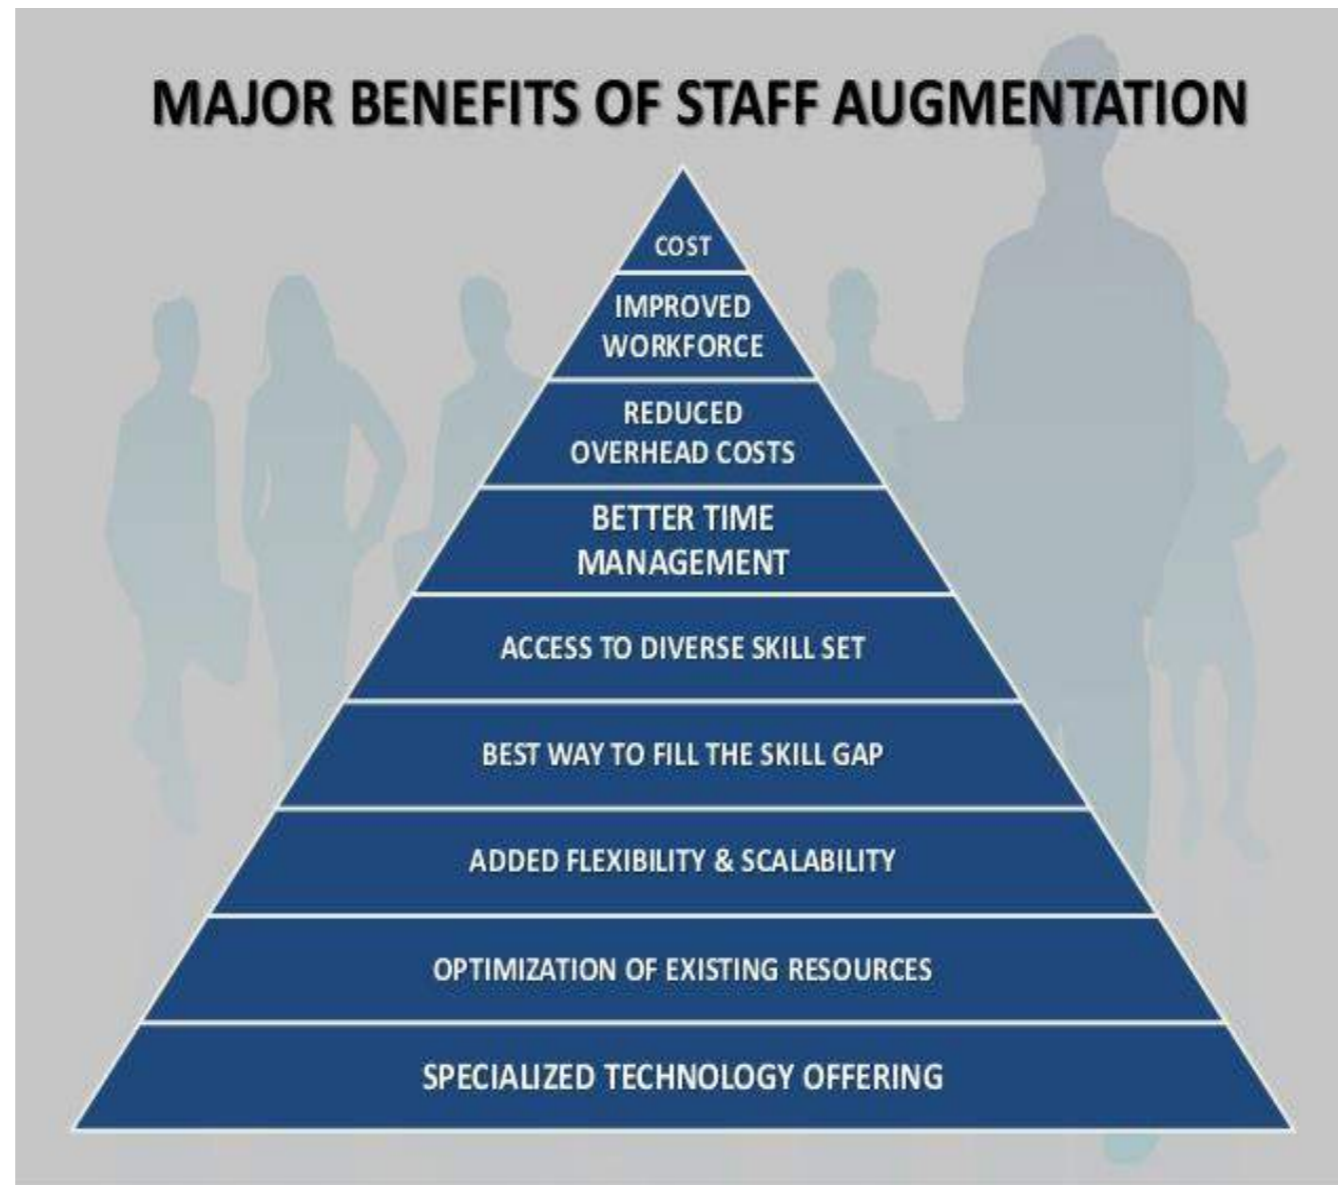 MAJOR BENEFITS OF STAFF AUGMENTATION
COST
IMPROVED
WORKFORCE
REDUCED
OVERHEAD COSTS
BETTER TIME
MANAGEMENT
ACCESS TO DIVERSE SKILL SET
BEST WAY TO FILL THE SKILL GAP
ADDED FLEXIBILITY & SCALABILITY
OPTIMIZATION OF EXISTING RESOURCES
SPECIALIZED TECHNOLOGY OFFERING